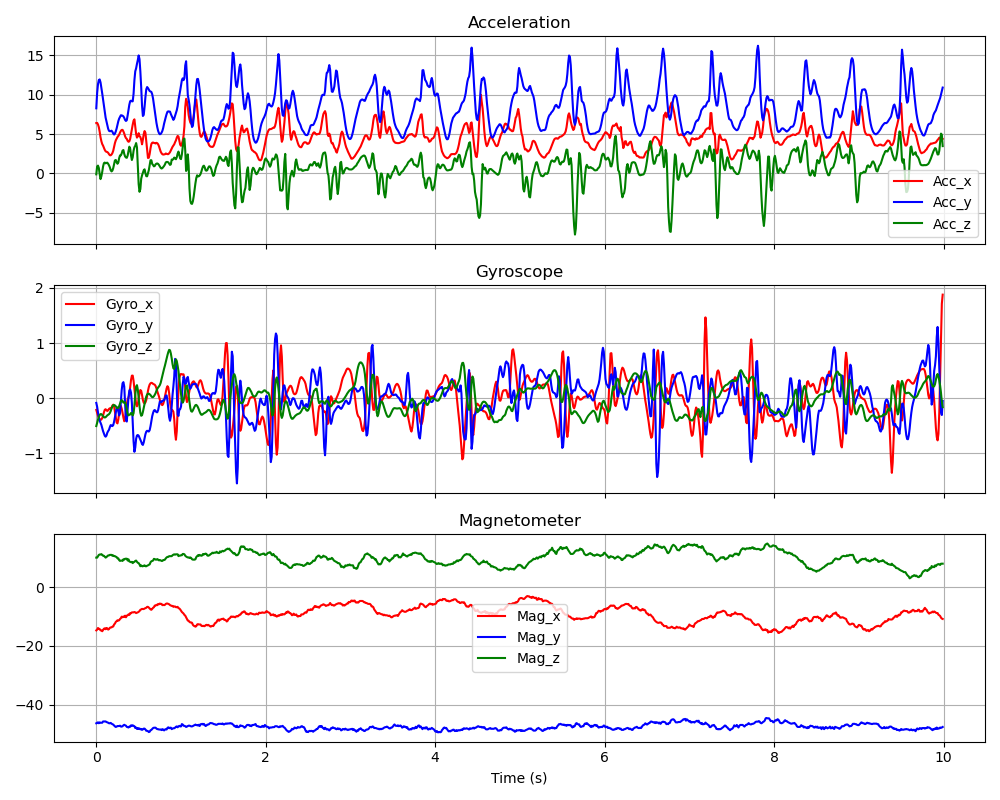 Acceleration
15
10
5
0
−5
Acc_x
Acc_y
Acc_z
Gyroscope
2
1
0
−1
Gyro_x
Gyro_y
Gyro_z
Magnetometer
0
−20
−40
Mag_x
Mag_y
Mag_z
0 2 4 6 8 10
Time (s)